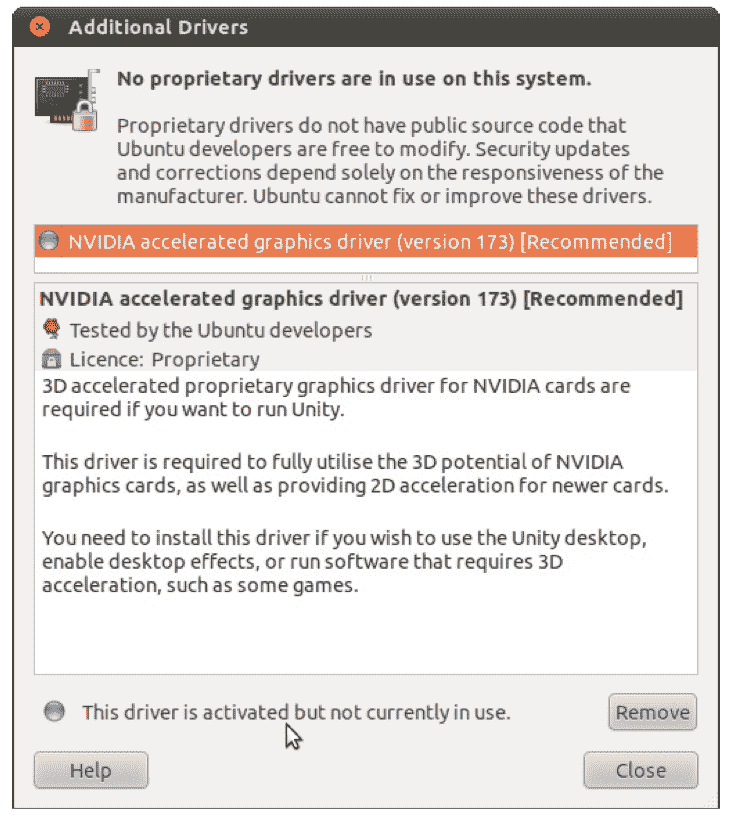 Additional Drivers
No proprietary drivers are in use on this system.
Proprietary drivers do not have public source code that
Ubuntu developers are free to modify. Security updates
and corrections depend solely on the responsiveness of the
manufacturer. Ubuntu cannot fix or improve these drivers.
NVIDIA accelerated graphics driver (version 173) [Recommended]
NVIDIA accelerated graphics driver (version 173) [Recommended]
Tested by the Ubuntu developers
Licence: Proprietary
3D accelerated proprietary graphics driver for NVIDIA cards are
required if you want to run Unity.
This driver is required to fully utilise the 3D potential of NVIDIA
graphics cards, as well as providing 2D acceleration for newer cards.
You need to install this driver if you wish to use the Unity desktop,
enable desktop effects, or run software that requires 3D
acceleration, such as some games.
This driver is activated but not currently in use.
Remove
Help
Close